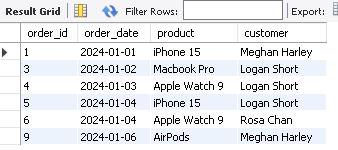 Result Grid Filter Rows: Export:
order_id order_date product customer
1 2024-01-01 iPhone 15 Meghan Harley
3 2024-01-02 Macbook Pro Logan Short
4 2024-01-03 Apple Watch 9 Logan Short
5 2024-01-04 iPhone 15 Logan Short
6 2024-01-04 Apple Watch 9 Rosa Chan
9 2024-01-06 AirPods Meghan Harley